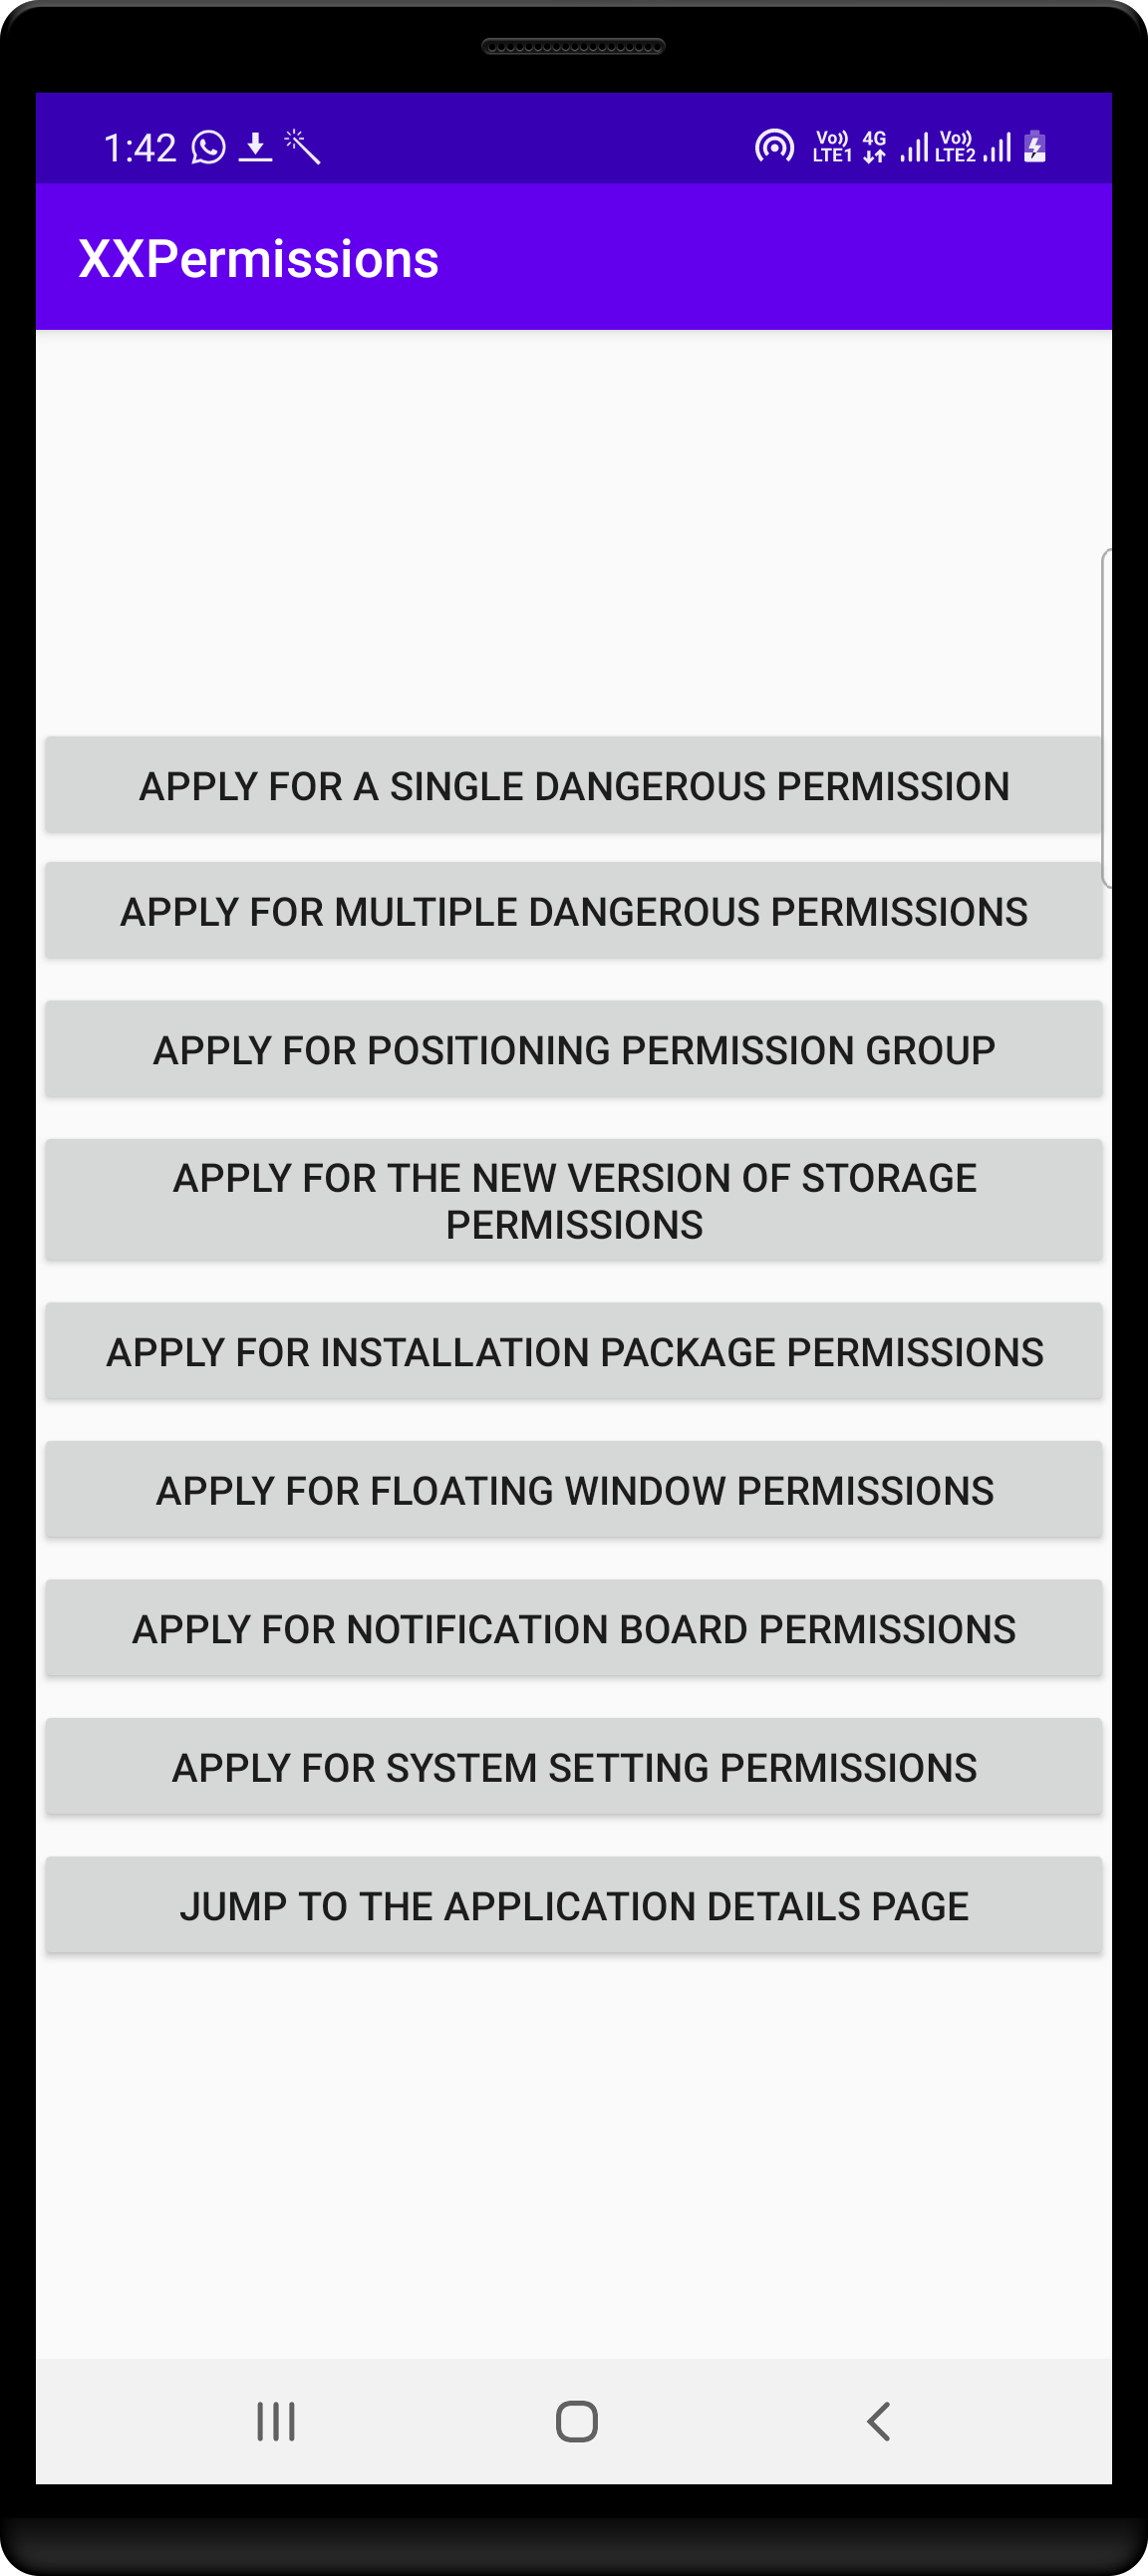 1:42
Vo)) LTE1 4G Vo)) LTE2
XXPermissions
APPLY FOR A SINGLE DANGEROUS PERMISSION
APPLY FOR MULTIPLE DANGEROUS PERMISSIONS
APPLY FOR POSITIONING PERMISSION GROUP
APPLY FOR THE NEW VERSION OF STORAGE
PERMISSIONS
APPLY FOR INSTALLATION PACKAGE PERMISSIONS
APPLY FOR FLOATING WINDOW PERMISSIONS
APPLY FOR NOTIFICATION BOARD PERMISSIONS
APPLY FOR SYSTEM SETTING PERMISSIONS
JUMP TO THE APPLICATION DETAILS PAGE